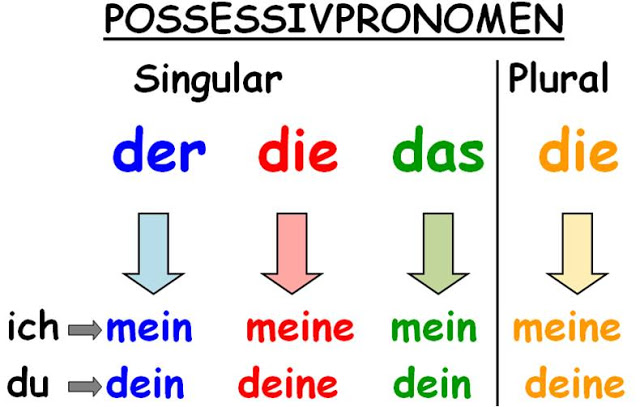 POSSESSIVPRONOMEN
Singular Plural
der die das die
ich mein meine mein meine
du dein deine dein deine